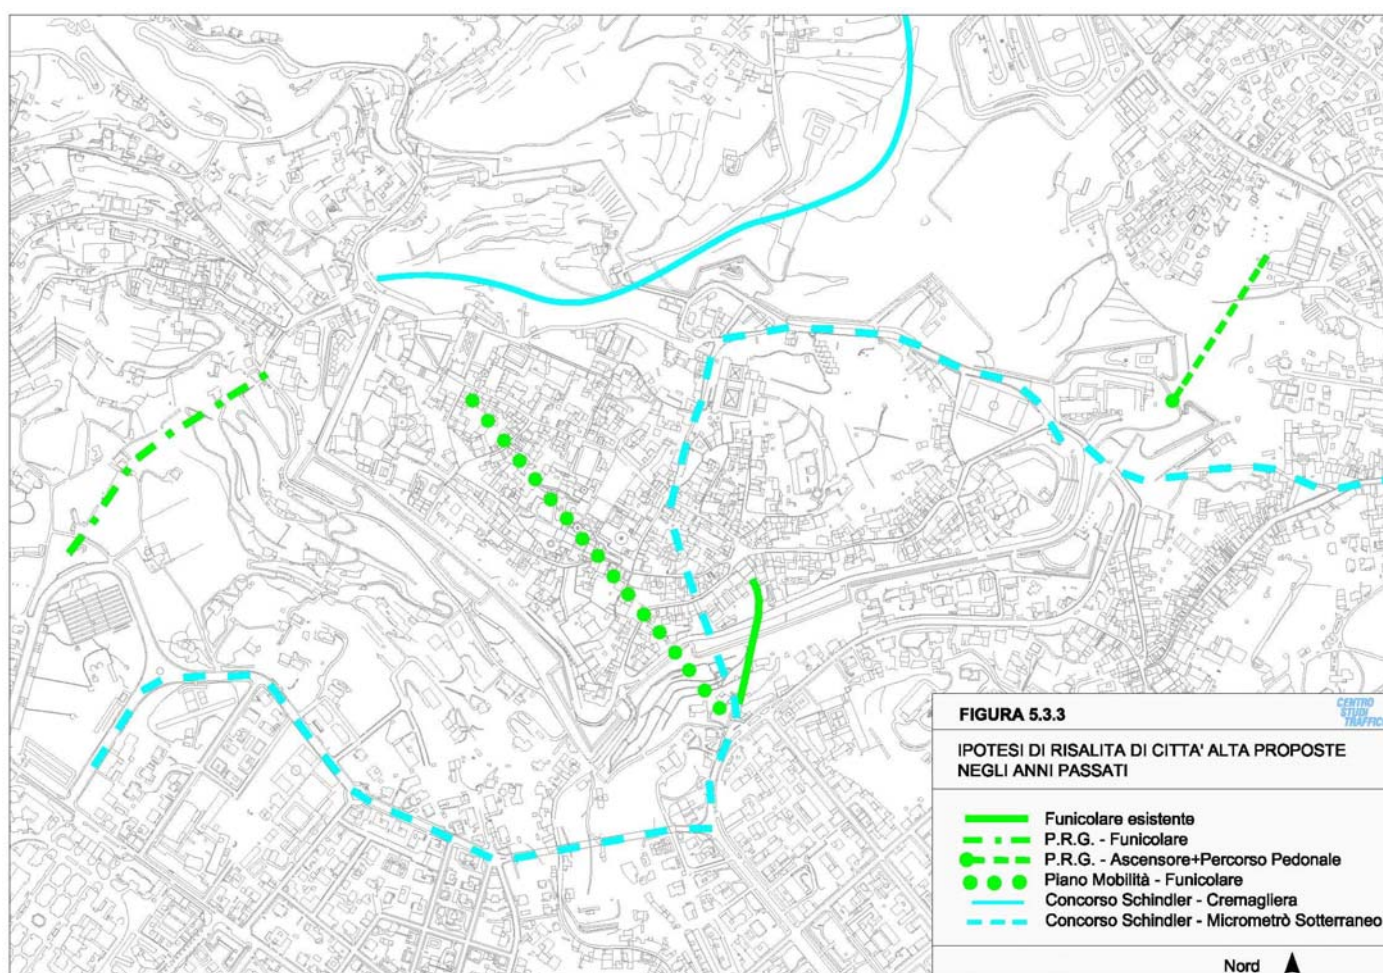 FIGURA 5.3.3
CENTRO
STUDI
TRAFFICO
IPOTESI DI RISALITA DI CITTA' ALTA PROPOSTE
NEGLI ANNI PASSATI
Funicolare esistente
P.R.G. - Funicolare
P.R.G. - Ascensore+Percorso Pedonale
Piano Mobilità - Funicolare
Concorso Schindler - Cremagliera
Concorso Schindler - Micrometrò Sotterraneo
Nord